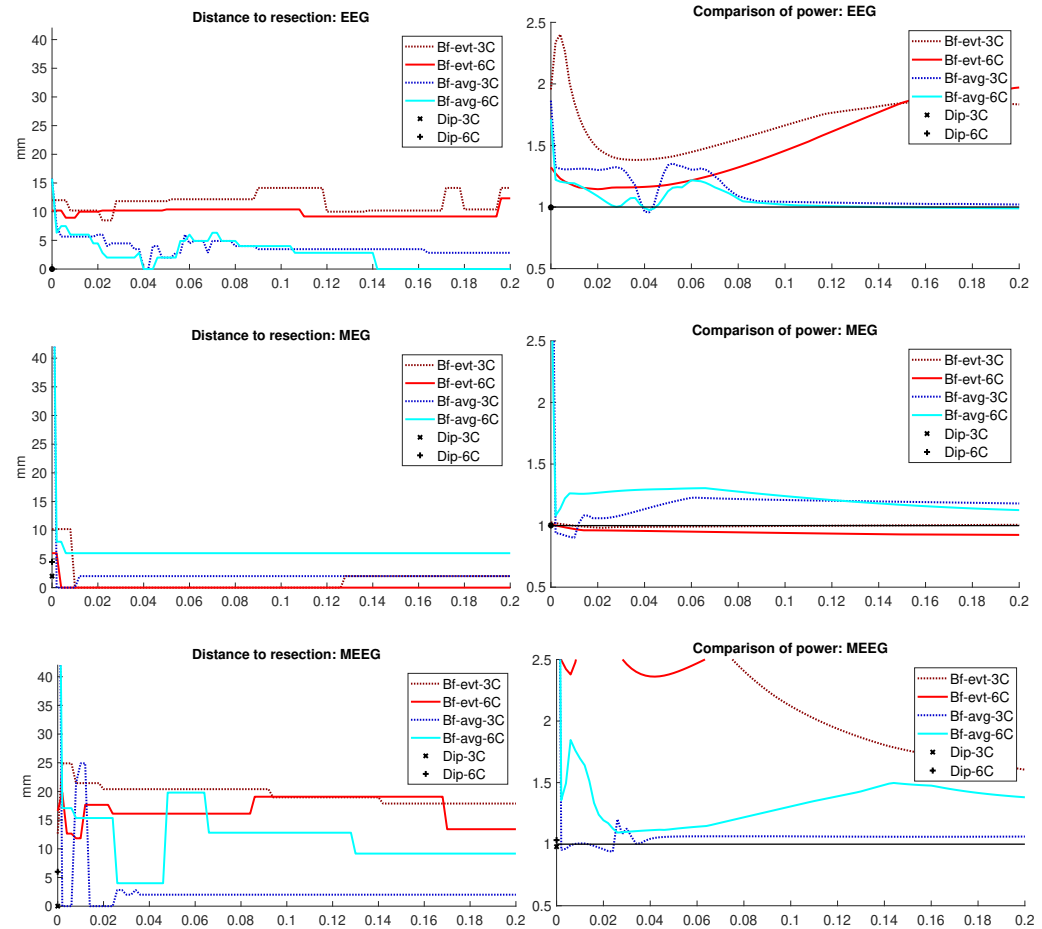 Distance to resection: EEG
40
35
30
25
20
15
10
5
0
mm
0 0.02 0.04 0.06 0.08 0.1 0.12 0.14 0.16 0.18 0.2
Bf-evt-3C
Bf-evt-6C
Bf-avg-3C
Bf-avg-6C
Dip-3C
Dip-6C
Comparison of power: EEG
2.5
2
1.5
1
0.5
0 0.02 0.04 0.06 0.08 0.1 0.12 0.14 0.16 0.18 0.2
Bf-evt-3C
Bf-evt-6C
Bf-avg-3C
Bf-avg-6C
Dip-3C
Dip-6C
Distance to resection: MEG
40
35
30
25
20
15
10
5
0
mm
0 0.02 0.04 0.06 0.08 0.1 0.12 0.14 0.16 0.18 0.2
Bf-evt-3C
Bf-evt-6C
Bf-avg-3C
Bf-avg-6C
Dip-3C
Dip-6C
Comparison of power: MEG
2.5
2
1.5
1
0.5
0 0.02 0.04 0.06 0.08 0.1 0.12 0.14 0.16 0.18 0.2
Bf-evt-3C
Bf-evt-6C
Bf-avg-3C
Bf-avg-6C
Dip-3C
Dip-6C
Distance to resection: MEEG
40
35
30
25
20
15
10
5
0
mm
0 0.02 0.04 0.06 0.08 0.1 0.12 0.14 0.16 0.18 0.2
Bf-evt-3C
Bf-evt-6C
Bf-avg-3C
Bf-avg-6C
Dip-3C
Dip-6C
Comparison of power: MEEG
2.5
2
1.5
1
0.5
0 0.02 0.04 0.06 0.08 0.1 0.12 0.14 0.16 0.18 0.2
Bf-evt-3C
Bf-evt-6C
Bf-avg-3C
Bf-avg-6C
Dip-3C
Dip-6C